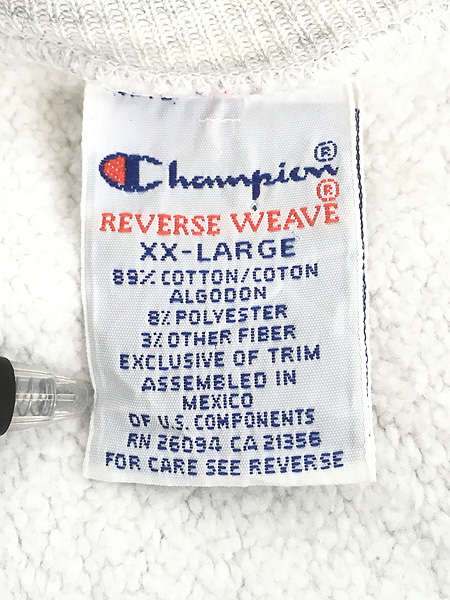 Champion®
REVERSE WEAVE®
XX-LARGE
89% COTTON/COTON
ALGODON
8% POLYESTER
3% OTHER FIBER
EXCLUSIVE OF TRIM
ASSEMBLED IN
MEXICO
OF U.S. COMPONENTS
RN 26094 CA 21356
FOR CARE SEE REVERSE